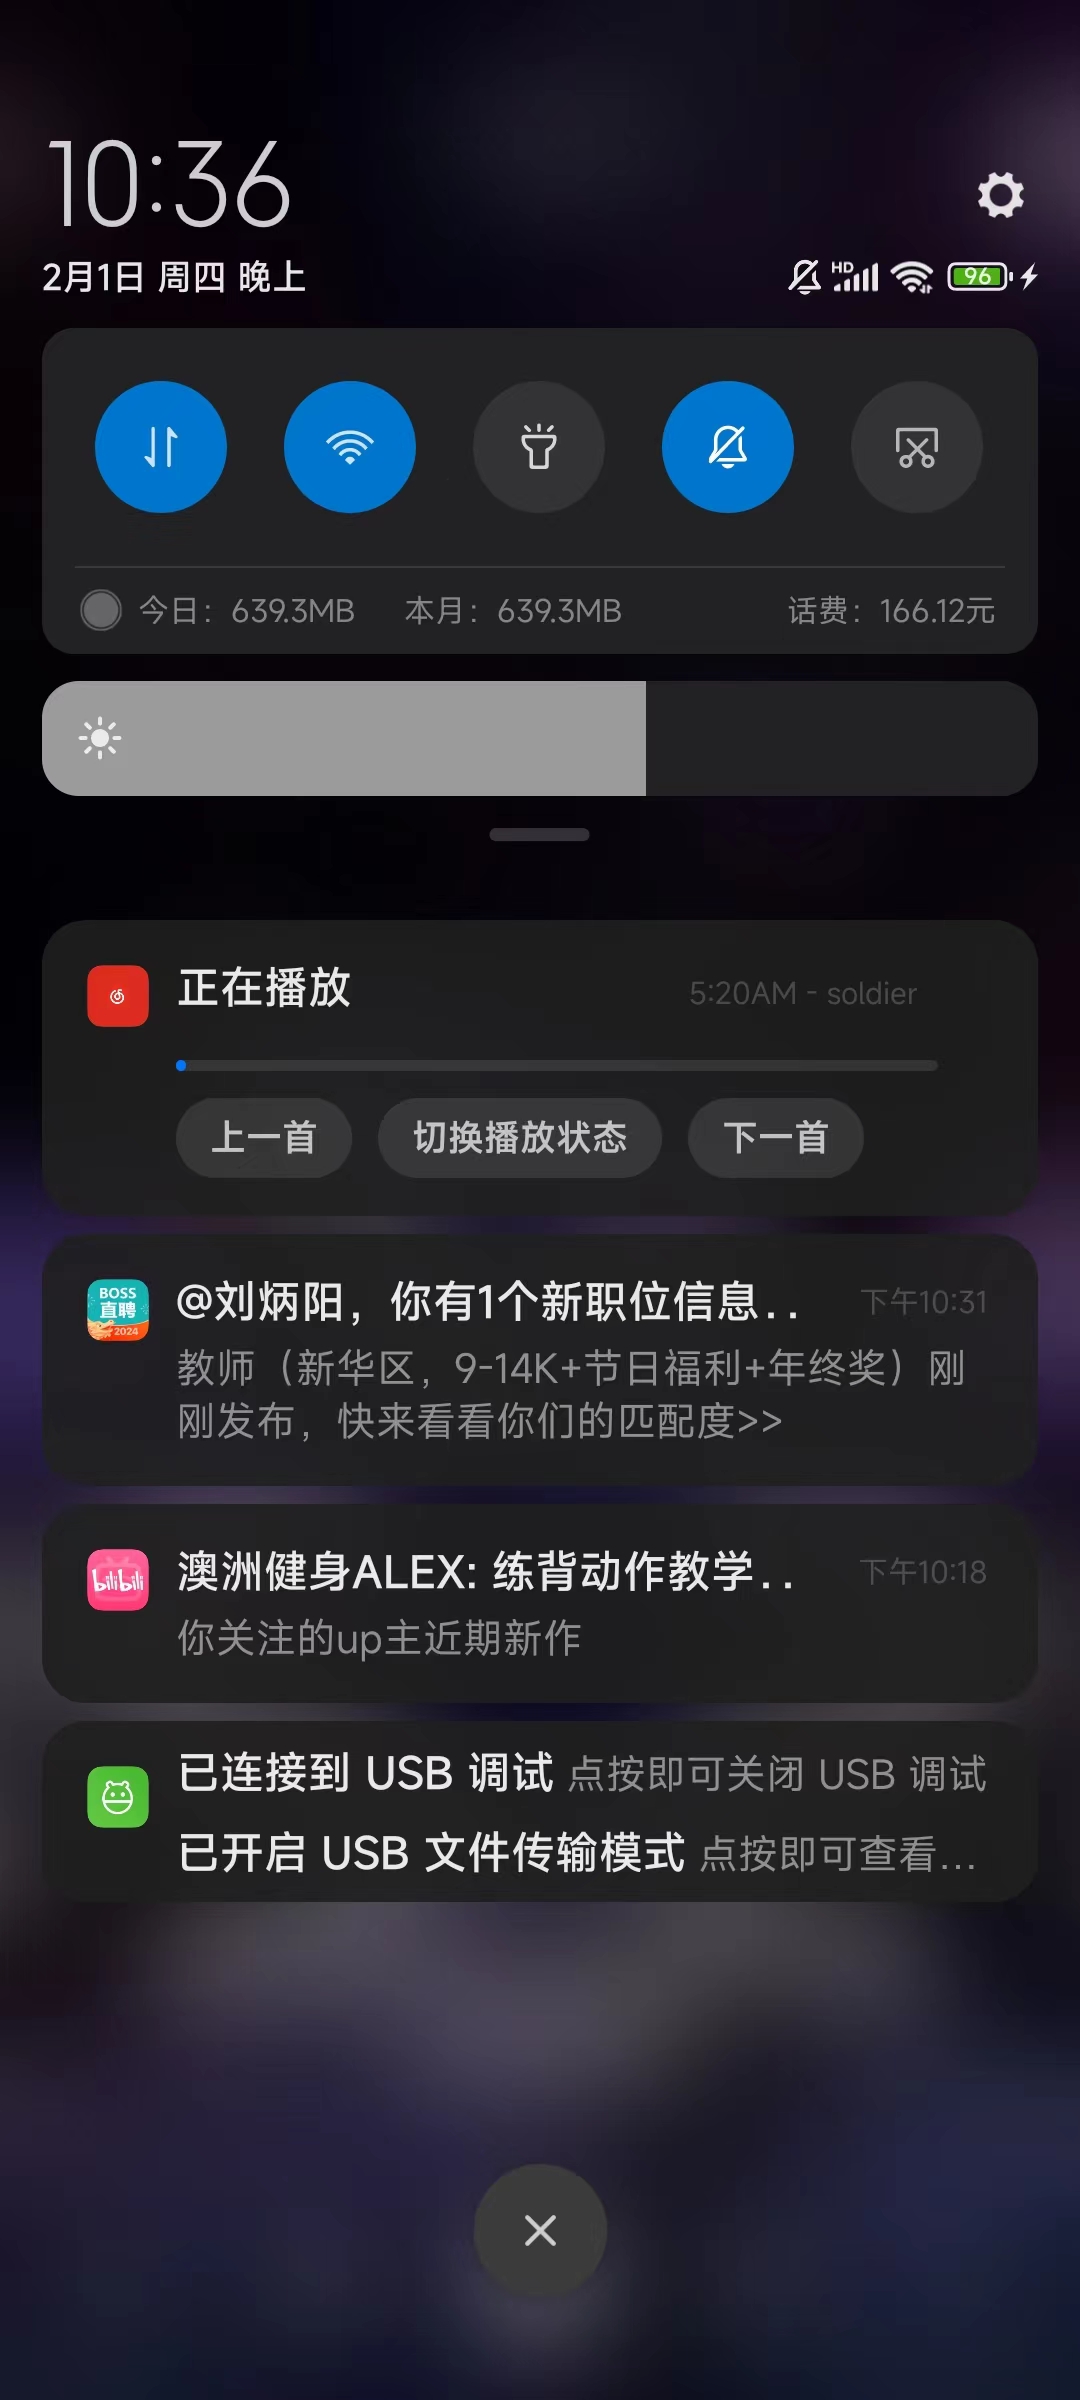 10:36
2月1日 周四 晚上
HD
96
今日：639.3MB 本月：639.3MB 话费：166.12元
正在播放 5:20AM - soldier
上一首 切换播放状态 下一首
BOSS
直聘
2024
@刘炳阳，你有1个新职位信息.. 下午10:31
教师（新华区，9-14K+节日福利+年终奖）刚
刚发布，快来看看你们的匹配度>>
bilibili
澳洲健身ALEX: 练背动作教学.. 下午10:18
你关注的up主近期新作
已连接到 USB 调试 点按即可关闭 USB 调试
已开启 USB 文件传输模式 点按即可查看...